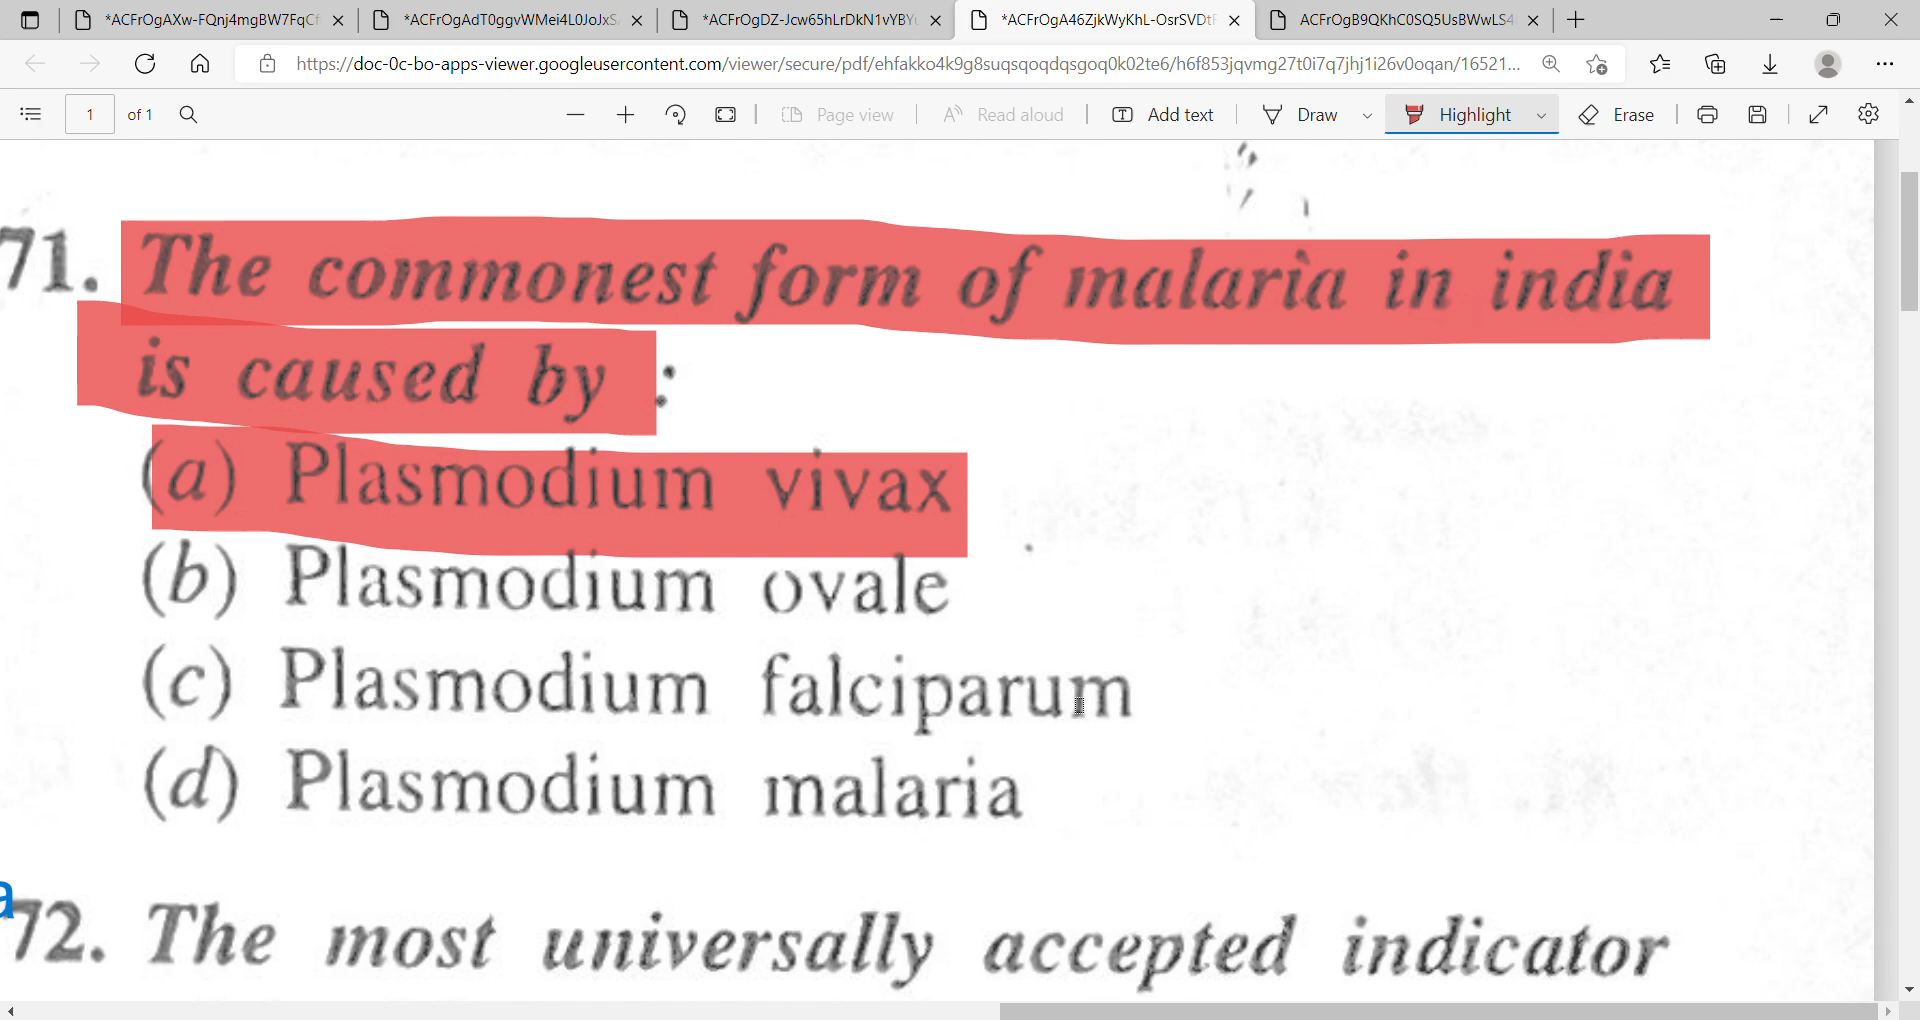 *ACFrOgAXw-FQnj4mgBW7FqCf
*ACFrOgAdT0ggvWMei4L0JoJxS
*ACFrOgDZ-Jcw65hLrDkN1vYBY
*ACFrOgA46ZjkWyKhL-OsrSVDt
ACFrOgB9QKhC0SQ5UsBWwLS4
https://doc-0c-bo-apps-viewer.googleusercontent.com/viewer/secure/pdf/ehfakko4k9g8suqsqoqdqsgoq0k02te6/h6f853jqvmg27t0i7q7jhj1i26v0oqan/16521...
1 of 1 Page view Read aloud Add text Draw Highlight Erase
71. The commonest form of malaria in india
is caused by :
(a) Plasmodium vivax
(b) Plasmodium ovale
(c) Plasmodium falciparum
(d) Plasmodium malaria
a
72. The most universally accepted indicator